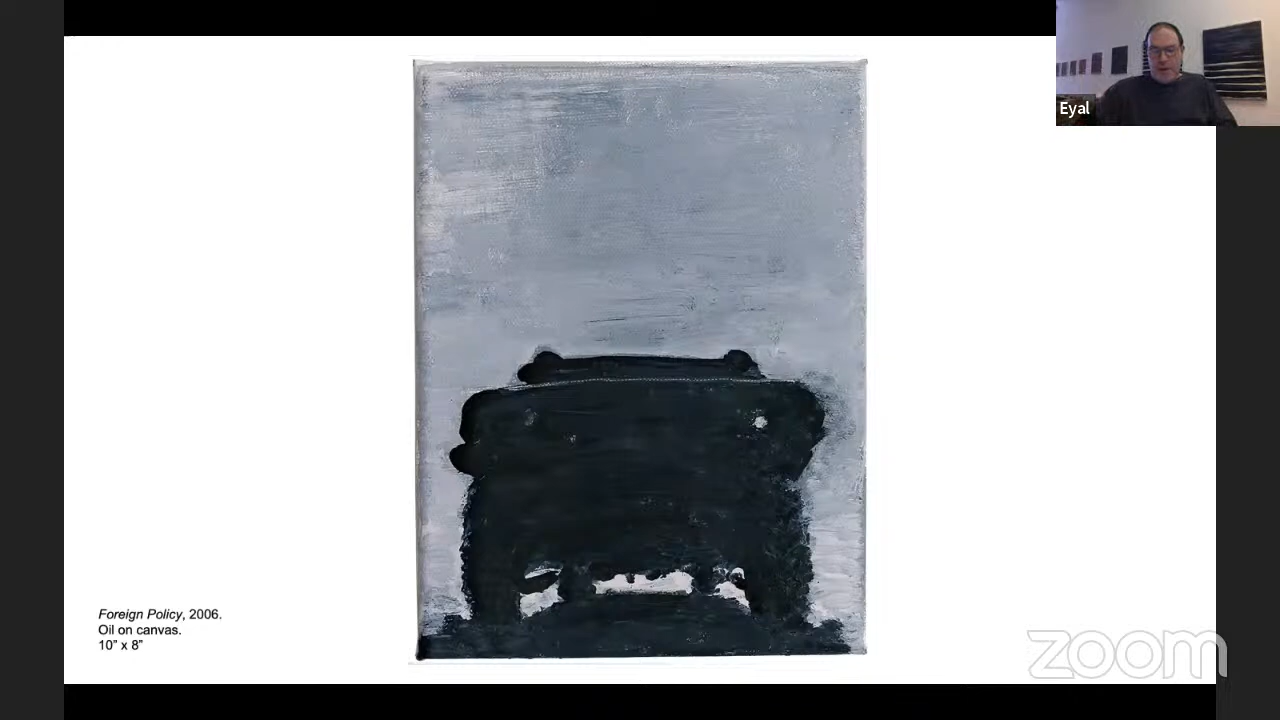 Eyal
Foreign Policy, 2006.
Oil on canvas.
10” x 8”
zoom